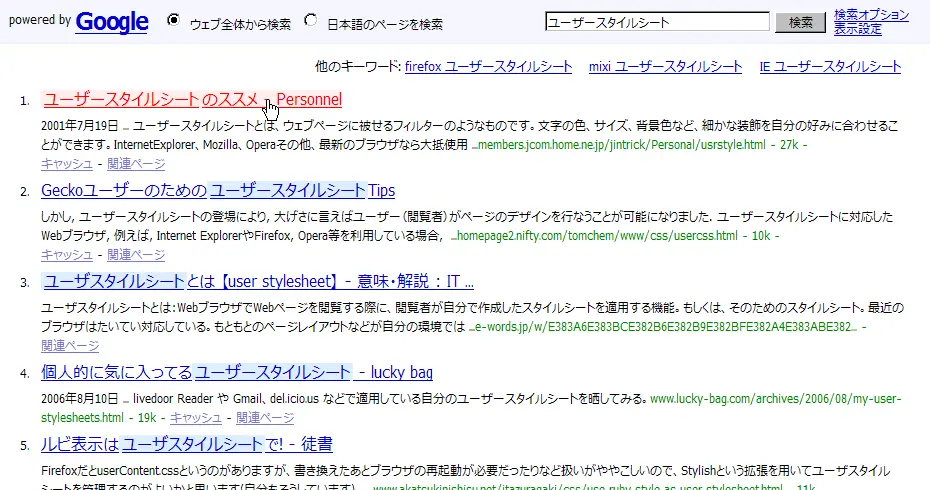 powered by Google ウェブ全体から検索 日本語のページを検索 ユーザースタイルシート 検索 検索オプション
表示設定
他のキーワード: firefox ユーザースタイルシート mixi ユーザースタイルシート IE ユーザースタイルシート
1. ユーザースタイルシートのススメ - Personnel
2001年7月19日 ... ユーザースタイルシートとは、ウェブページに被せるフィルターのようなものです。文字の色、サイズ、背景色など、細かな装飾を自分の好みに合わせるこ
とができます。InternetExplorer、Mozilla、Operaその他、最新のブラウザなら大抵使用 ...members.jcom.home.ne.jp/jintrick/Personal/usrstyle.html - 27k -
キャッシュ - 関連ページ
2. Geckoユーザーのためのユーザースタイルシート Tips
しかし, ユーザースタイルシートの登場により, 大げさに言えばユーザー（閲覧者）がページのデザインを行なうことが可能になりました. ユーザースタイルシートに対応した
Webブラウザ, 例えば, Internet ExplorerやFirefox, Opera等を利用している場合, ...homepage2.nifty.com/tomchem/www/css/usercss.html - 10k -
キャッシュ - 関連ページ
3. ユーザスタイルシートとは 【user stylesheet】 - 意味・解説 : IT ...
ユーザスタイルシートとは：WebブラウザでWebページを閲覧する際に、閲覧者が自分で作成したスタイルシートを適用する機能。もしくは、そのためのスタイルシート。最近の
ブラウザはたいてい対応している。もともとのページレイアウトなどが自分の環境では ...e-words.jp/w/E383A6E383BCE382B6E382B9E382BFE382A4E383ABE382... -
関連ページ
4. 個人的に気に入ってるユーザースタイルシート - lucky bag
2006年8月10日 ... livedoor Reader や Gmail、del.icio.us などで適用している自分のユーザースタイルシートを晒してみる。www.lucky-bag.com/archives/2006/08/my-user-
stylesheets.html - 19k - キャッシュ - 関連ページ
5. ルビ表示はユーザスタイルシートで! - 徒書
FirefoxだとuserContent.cssというのがありますが、書き換えたあとブラウザの再起動が必要だったりなど扱いがややこしいので、Stylishという拡張を用いてユーザスタイル